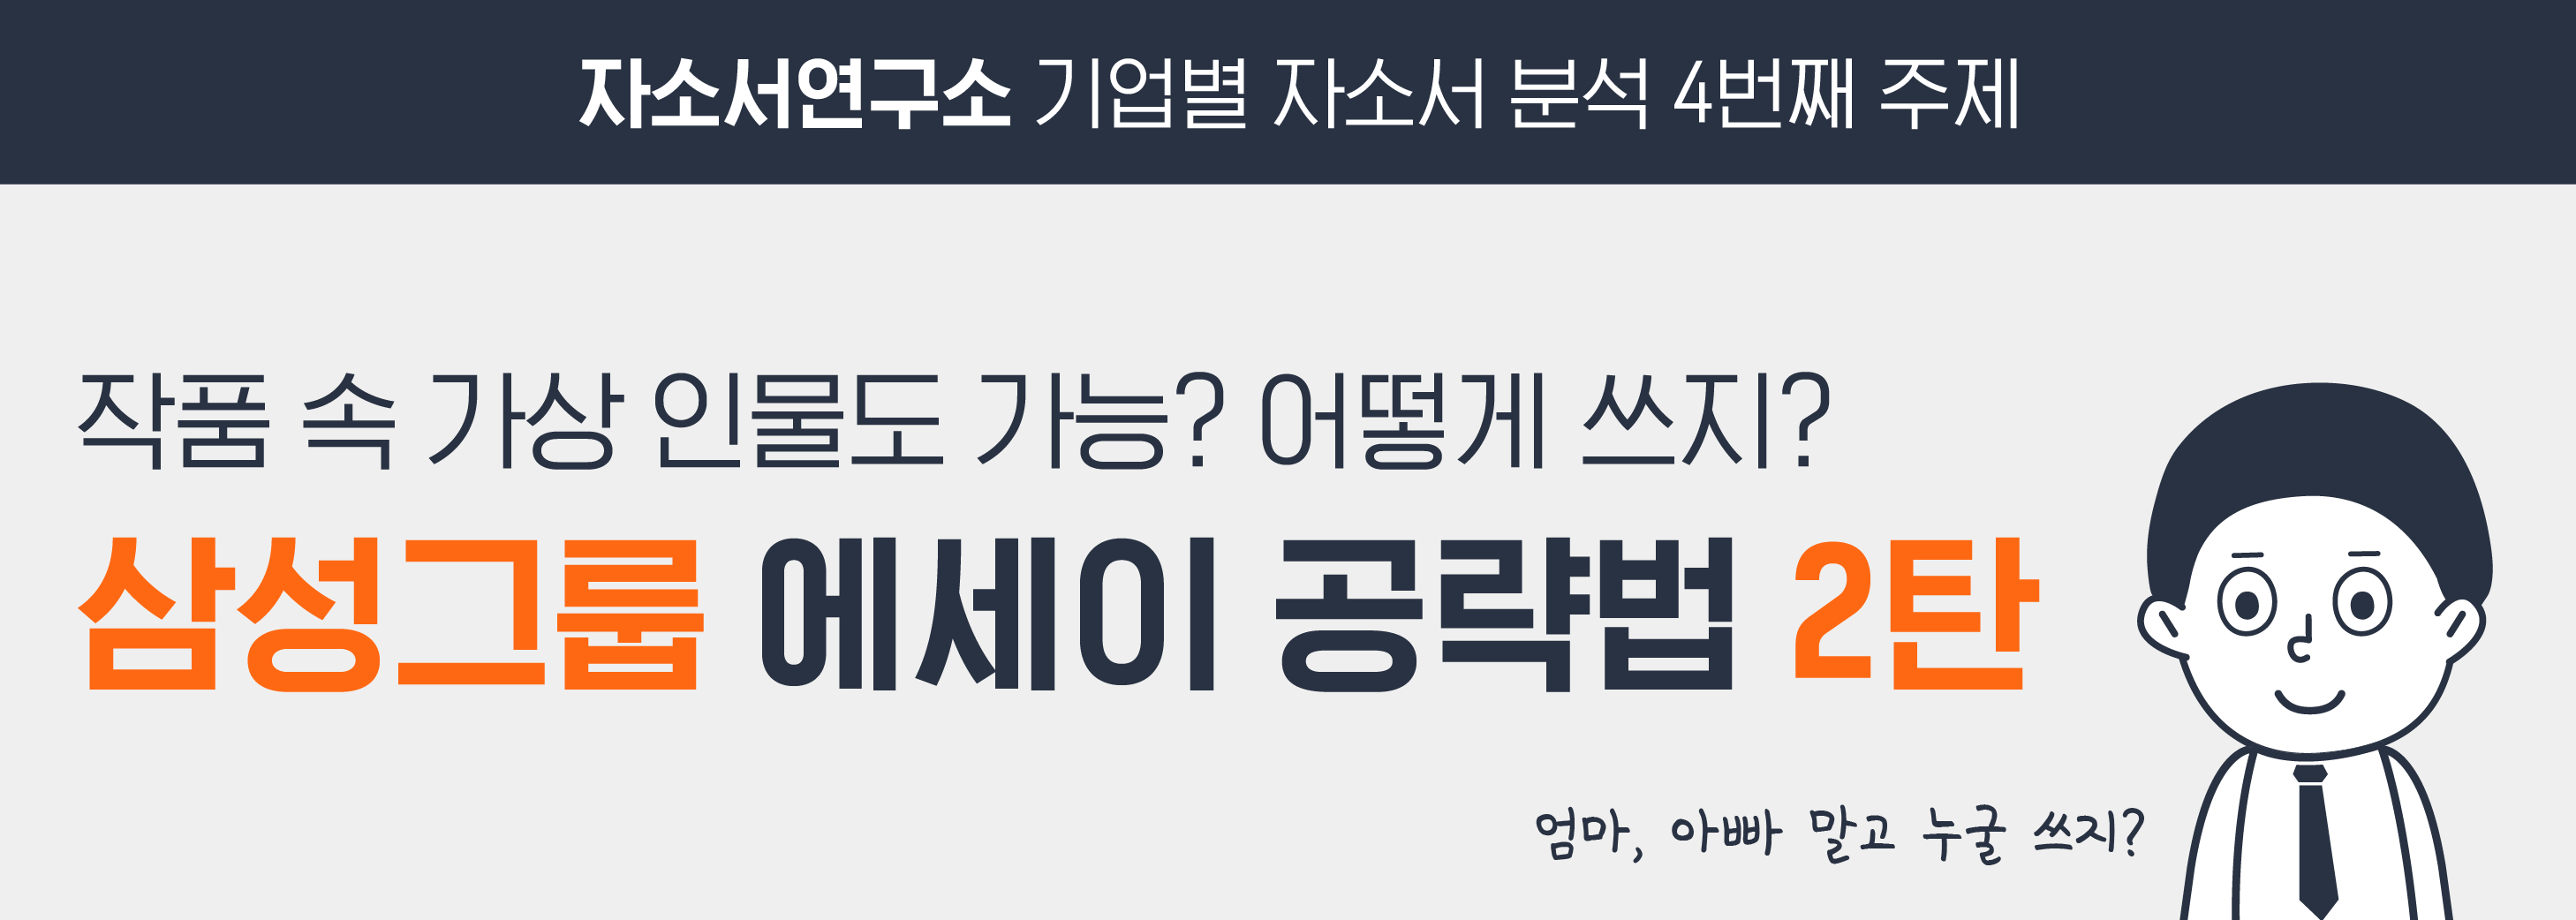 자소서연구소 기업별 자소서 분석 4번째 주제
작품 속 가상 인물도 가능? 어떻게 쓰지?
삼성그룹 에세이 공략법 2탄
엄마, 아빠 말고 누굴 쓰지?